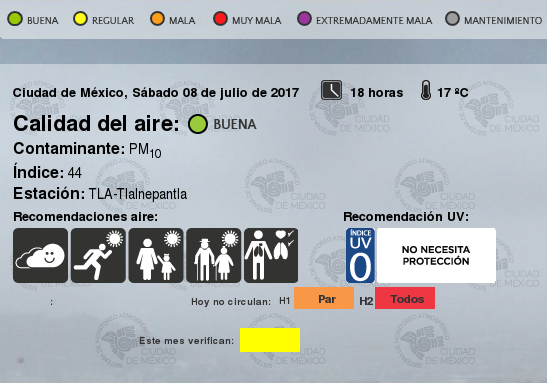 BUENA REGULAR MALA MUY MALA EXTREMADAMENTE MALA MANTENIMIENTO
Ciudad de México, Sábado 08 de julio de 2017 18 horas 17 ºC
Calidad del aire: BUENA
Contaminante: PM10
Índice: 44
Estación: TLA-Tlalnepantla
Recomendaciones aire: Recomendación UV:
ÍNDICE
UV
0
NO NECESITA
PROTECCIÓN
: Hoy no circulan: H1 Par H2 Todos
Este mes verifican: